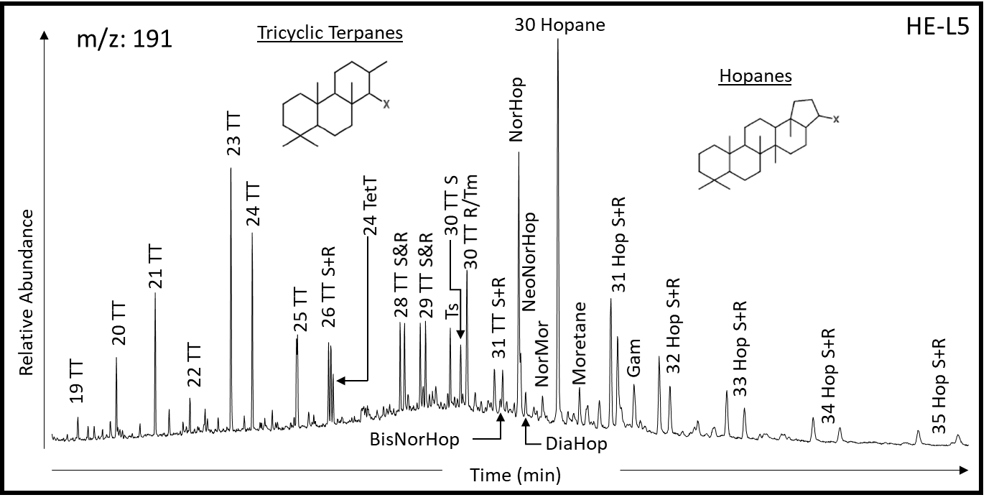 m/z: 191
Tricyclic Terpanes
30 Hopane
HE-L5
Hopanes
X
X
Relative Abundance
19 TT
20 TT
21 TT
22 TT
23 TT
24 TT
25 TT
26 TT S+R
24 TetT
28 TT S&R
29 TT S&R
Ts
30 TT S
30 TT R/Tm
31 TT S+R
NorHop
NeoNorHop
NorMor
Moretane
31 Hop S+R
Gam
32 Hop S+R
33 Hop S+R
34 Hop S+R
35 Hop S+R
BisNorHop
DiaHop
Time (min)